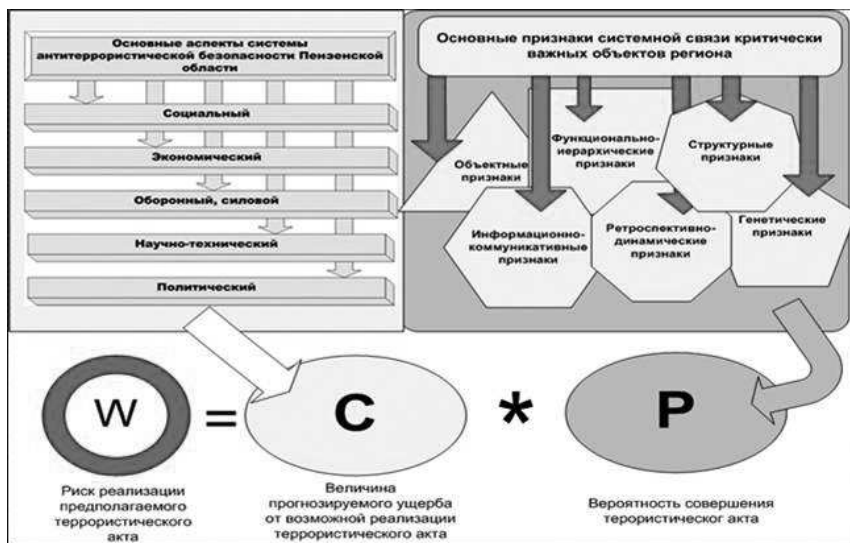 Основные аспекты системы
антитеррористической безопасности Пензенской
области
Социальный
Экономический
Оборонный, силовой
Научно-технический
Политический
Основные признаки системной связи критически
важных объектов региона
Объектные
признаки
Функционально-
иерархические
признаки
Структурные
признаки
Информационно-
коммуникативные
признаки
Ретроспективно-
динамические
признаки
Генетические
признаки
W = C * P
Риск реализации
предполагаемого
террористического
акта
Величина
прогнозируемого ущерба
от возможной реализации
террористического акта
Вероятность совершения
терористическог акта